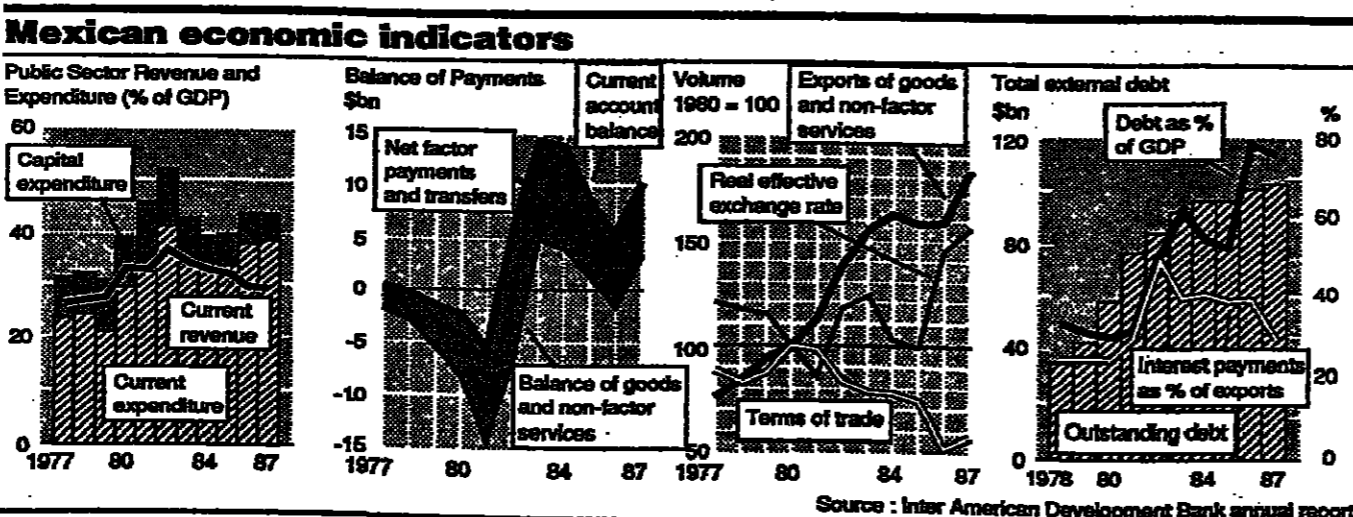 Mexican economic indicators
Public Sector Revenue and
Expenditure (% of GDP)
60
40
20
0
1977 80 84 87
Capital
expenditure
Current
revenue
Current
expenditure
Balance of Payments
$bn
15
10
5
0
-5
-10
-15
1977 80 84 87
Current
account
balance
Net factor
payments
and transfers
Balance of goods
and non-factor
services
Volume
1980 = 100
200
150
100
50
1977 80 84 87
Exports of goods
and non-factor
services
Real effective
exchange rate
Terms of trade
Total external debt
$bn
120
80
40
0
%
80
60
40
20
0
1978 80 84 87
Debt as %
of GDP
Interest payments
as % of exports
Outstanding debt
Source : Inter American Development Bank annual report